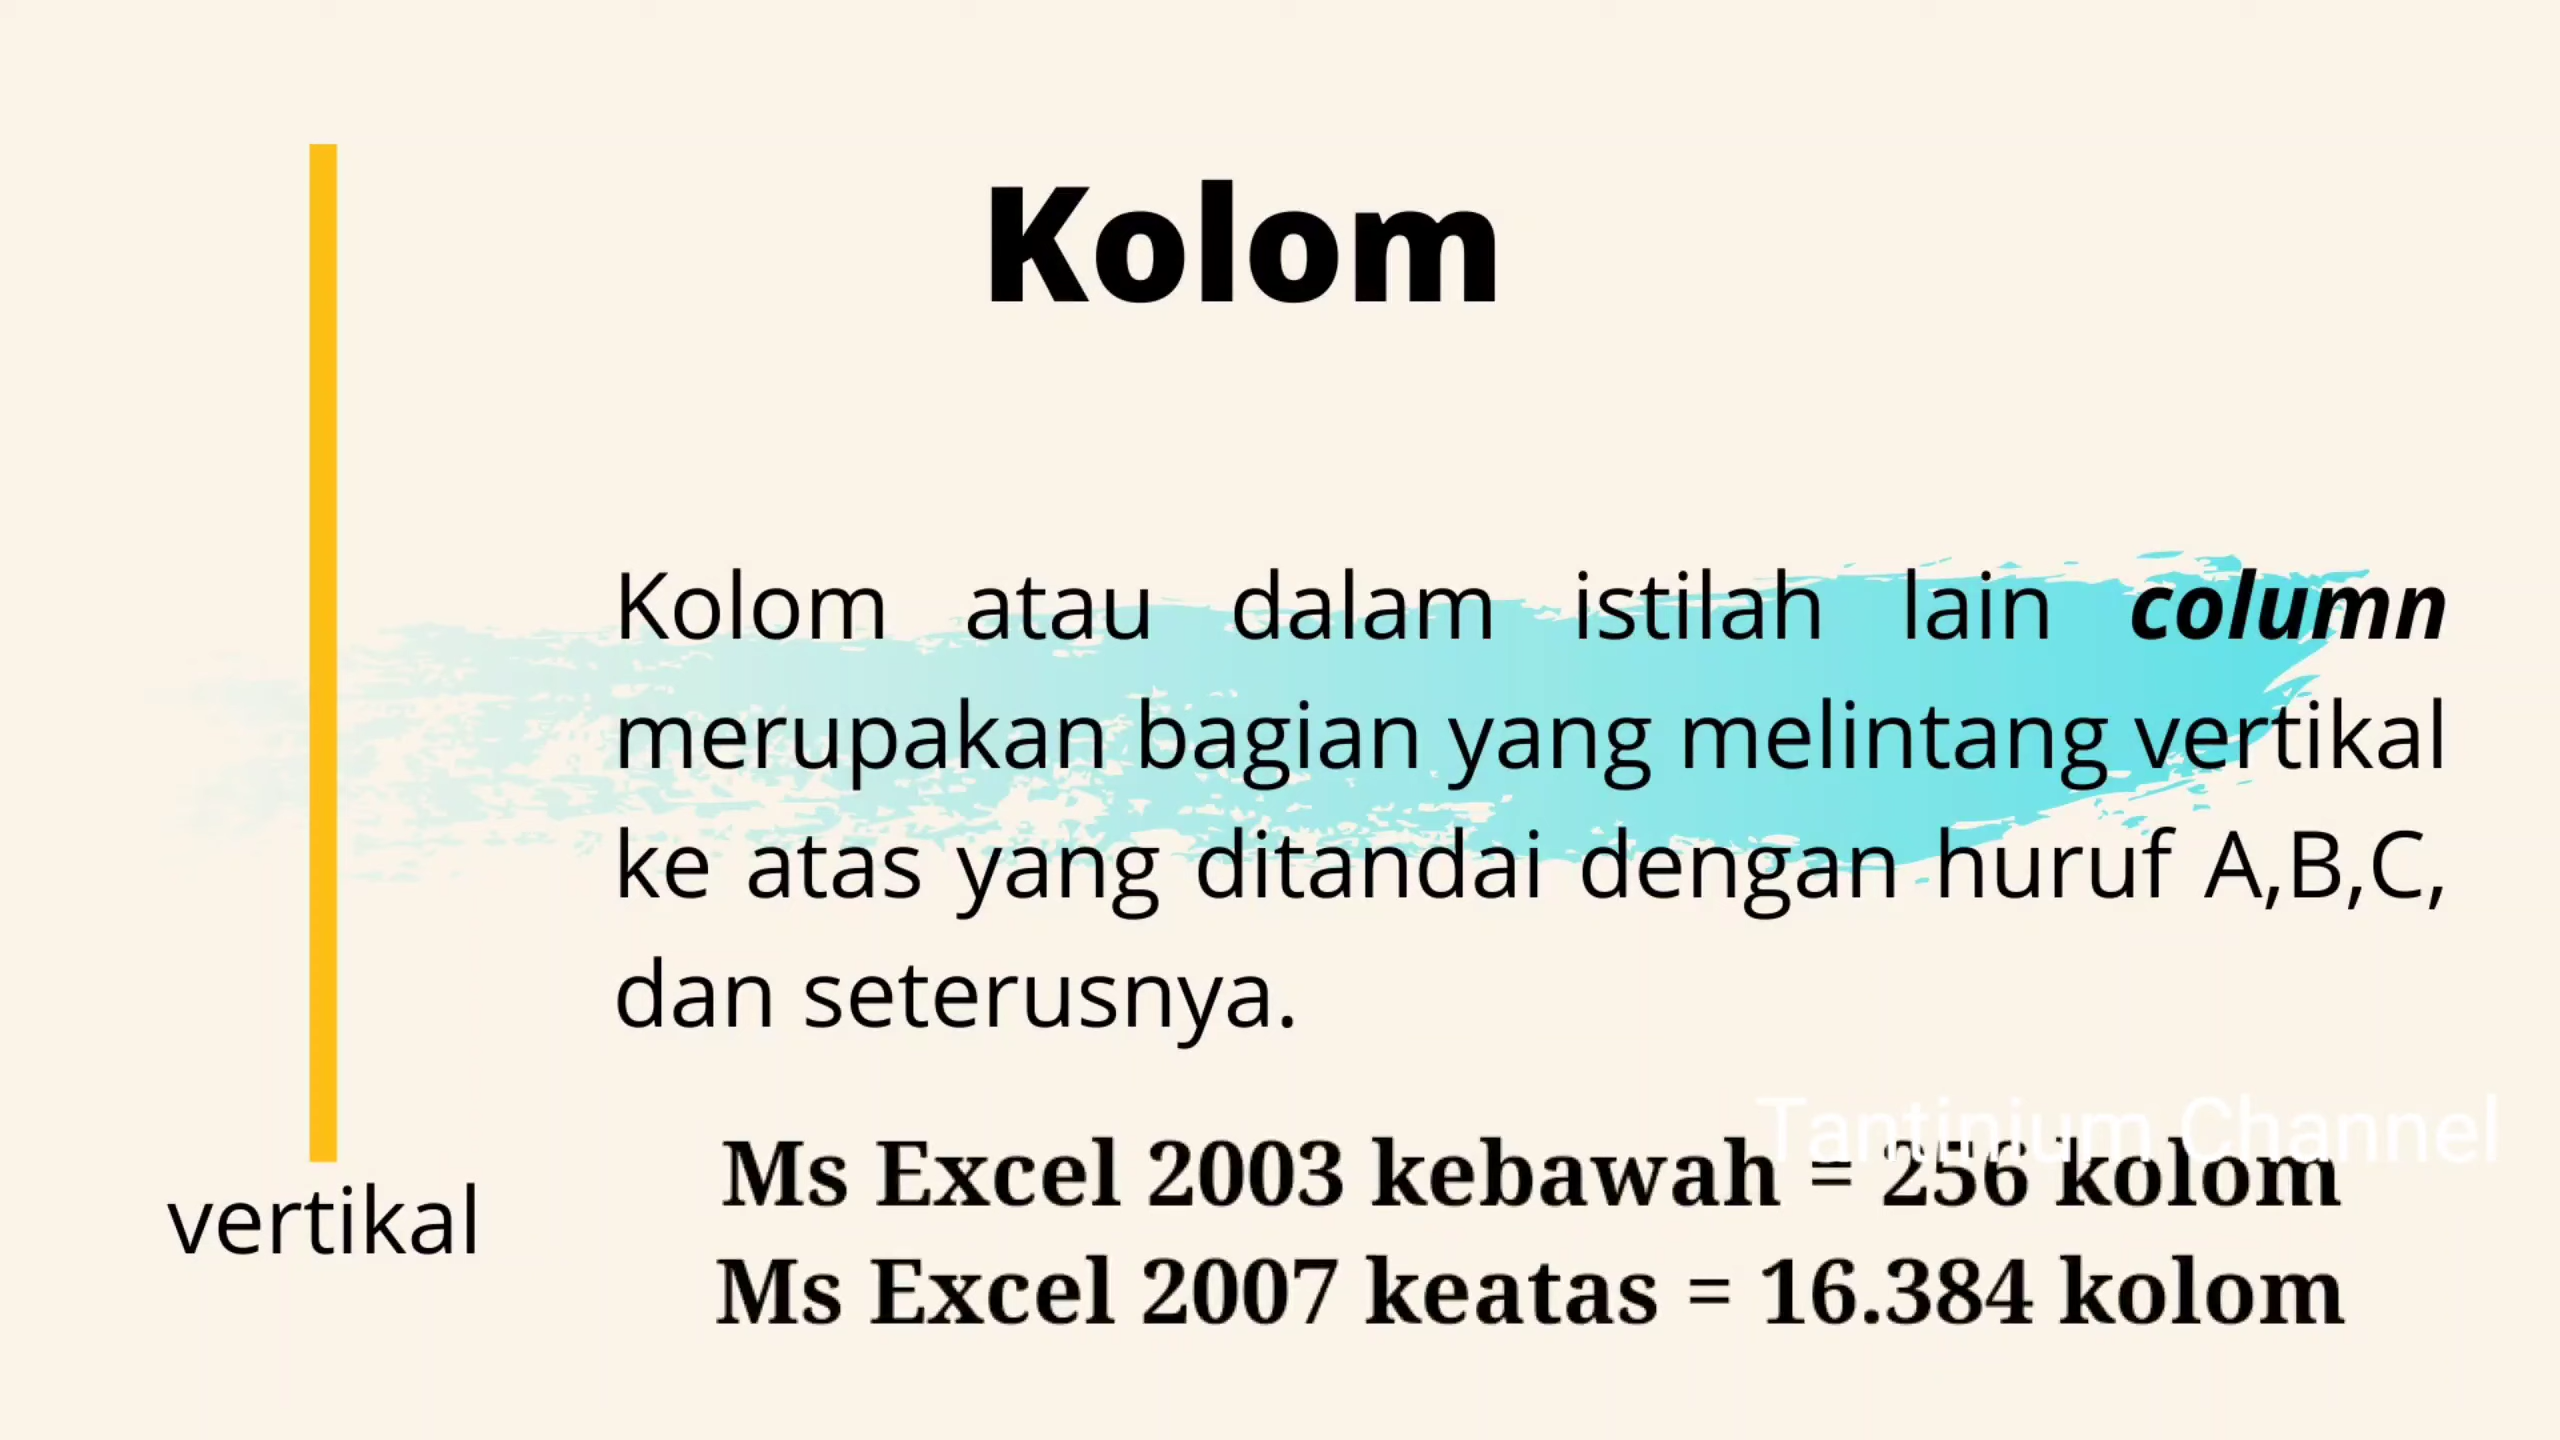 Kolom
Kolom atau dalam istilah lain column
merupakan bagian yang melintang vertikal
ke atas yang ditandai dengan huruf A,B,C,
dan seterusnya.
Tantinium Channel
Ms Excel 2003 kebawah = 256 kolom
vertikal
Ms Excel 2007 keatas = 16.384 kolom